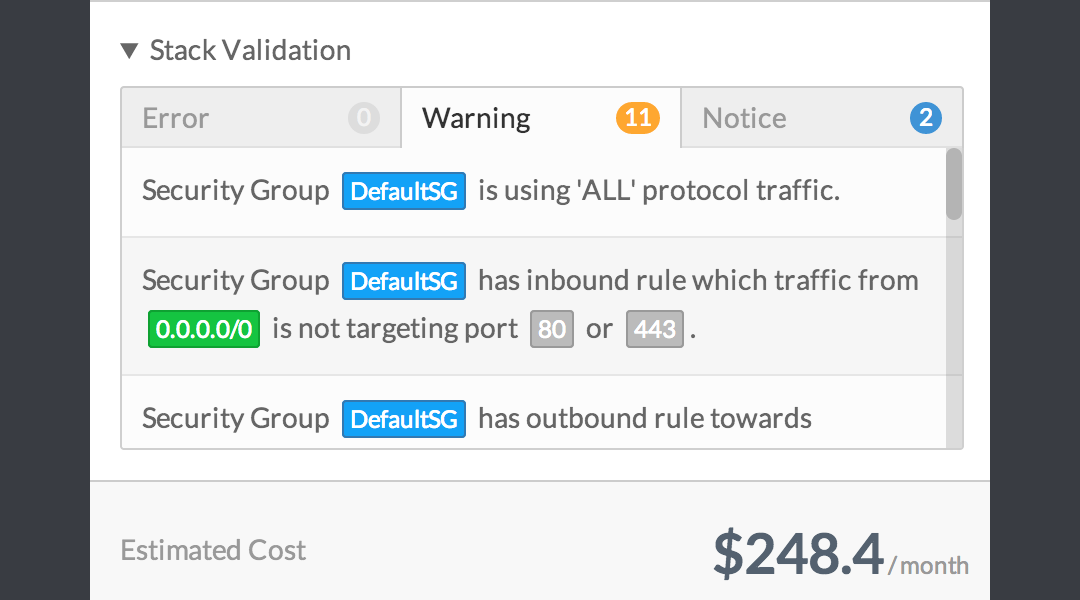 ▼ Stack Validation
Error 0 Warning 11 Notice 2
Security Group DefaultSG is using 'ALL' protocol traffic.
Security Group DefaultSG has inbound rule which traffic from
0.0.0.0/0 is not targeting port 80 or 443 .
Security Group DefaultSG has outbound rule towards
Estimated Cost $248.4 /month